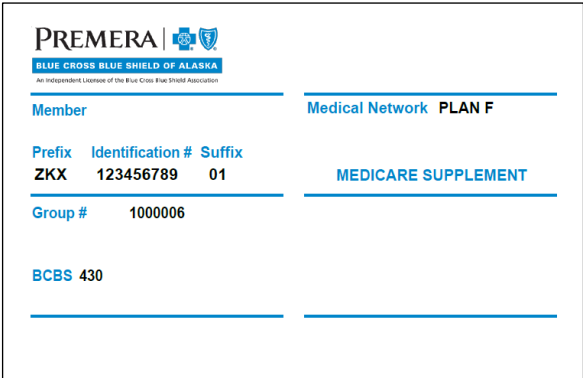 PREMERA
BLUE CROSS BLUE SHIELD OF ALASKA
An Independent Licensee of the Blue Cross Blue Shield Association
Member
Prefix Identification # Suffix
ZKX 123456789 01
Group # 1000006
BCBS 430
Medical Network PLAN F
MEDICARE SUPPLEMENT